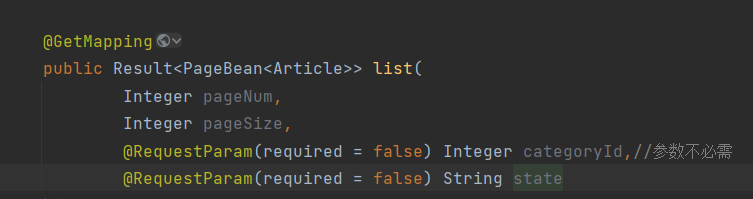 @GetMapping
public Result<PageBean<Article>> list(
Integer pageNum,
Integer pageSize,
@RequestParam(required = false) Integer categoryId,//参数不必需
@RequestParam(required = false) String state